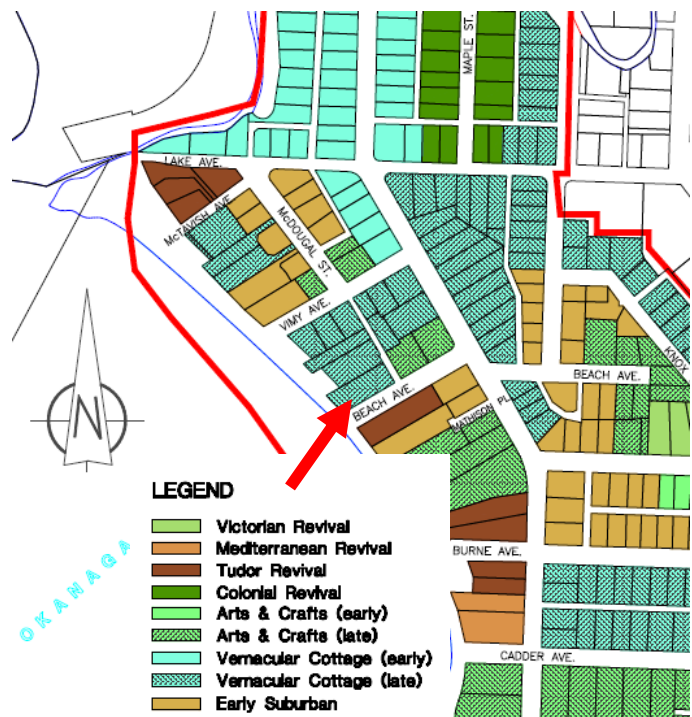 MAPLE ST.
LAKE AVE.
McTAVISH AVE
McDOUGAL ST.
VIMY AVE.
KNOX
BEACH AVE.
BEACH AVE.
MATHISON PL.
N
LEGEND
Victorian Revival
Mediterranean Revival
Tudor Revival
Colonial Revival
Arts & Crafts (early)
Arts & Crafts (late)
Vernacular Cottage (early)
Vernacular Cottage (late)
Early Suburban
BURNE AVE.
OKANAGA
CADDER AVE.